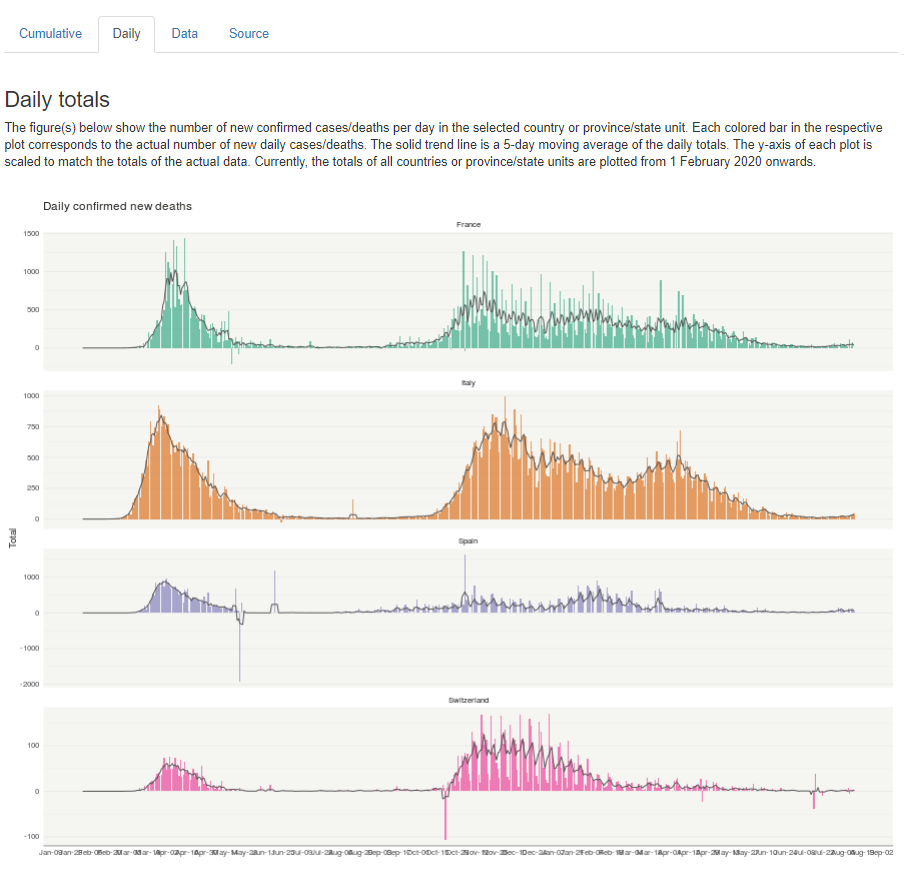 Cumulative Daily Data Source
Daily totals
The figure(s) below show the number of new confirmed cases/deaths per day in the selected country or province/state unit. Each colored bar in the respective
plot corresponds to the actual number of new daily cases/deaths. The solid trend line is a 5-day moving average of the daily totals. The y-axis of each plot is
scaled to match the totals of the actual data. Currently, the totals of all countries or province/state units are plotted from 1 February 2020 onwards.
Daily confirmed new deaths
France
1500
1000
500
0
Italy
1000
750
500
250
0
Total
Spain
1000
0
-1000
-2000
Switzerland
100
0
-100
Sep-02